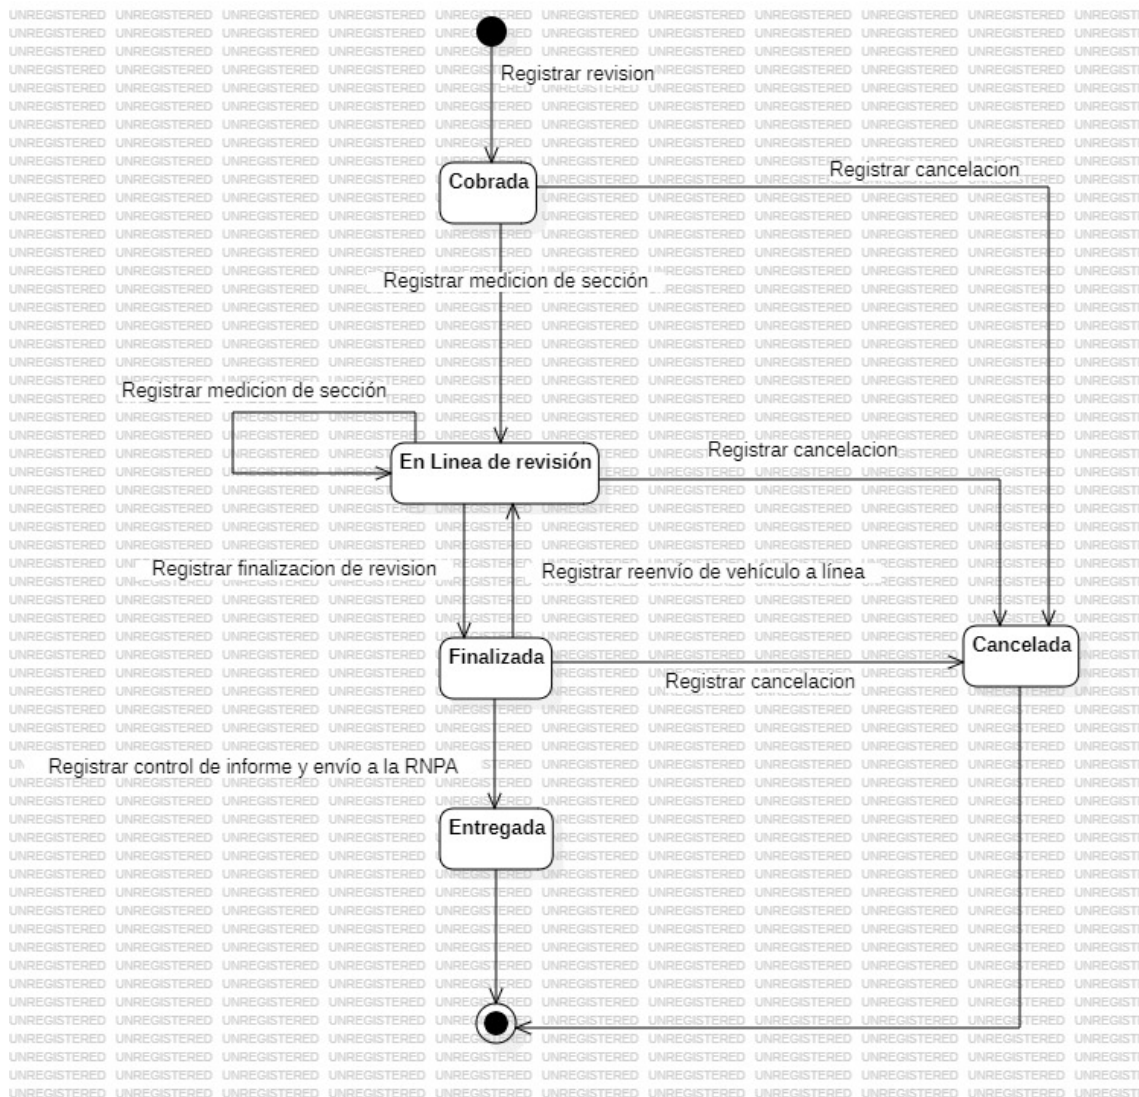 Registrar revision
Cobrada
Registrar cancelacion
Registrar medicion de sección
Registrar medicion de sección
En Linea de revisión
Registrar cancelacion
Registrar finalizacion de revision
Registrar reenvío de vehículo a línea
Finalizada
Cancelada
Registrar cancelacion
Registrar control de informe y envío a la RNPA
Entregada
UNREGISTERED